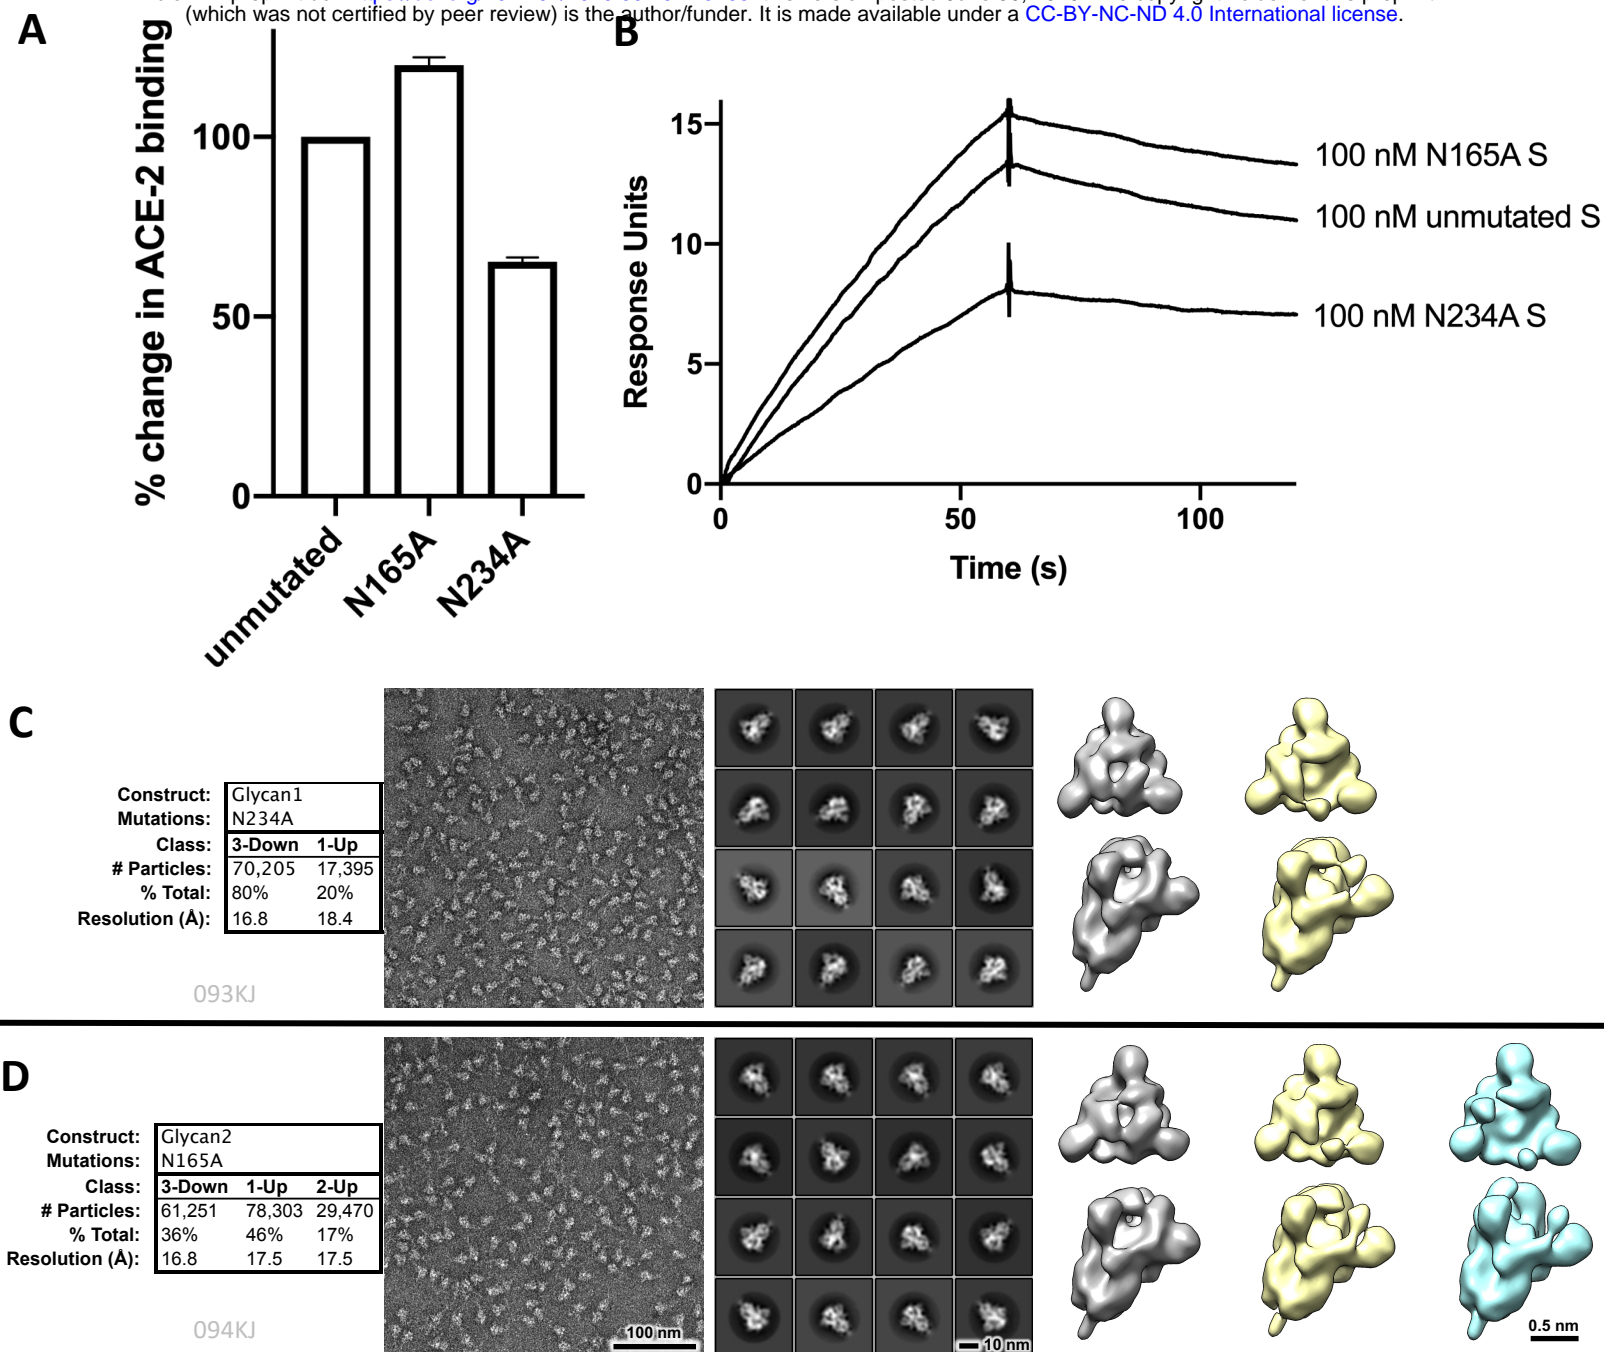 (which was not certified by peer review) is the author/funder. It is made available under a CC-BY-NC-ND 4.0 International license.
A
% change in ACE-2 binding
100
50
0
unmutated
N165A
N234A
B
Response Units
15
10
5
0
0
50
100
Time (s)
100 nM N165A S
100 nM unmutated S
100 nM N234A S
C
Construct: Glycan1
Mutations: N234A
Class: 3-Down 1-Up
# Particles: 70,205 17,395
% Total: 80% 20%
Resolution (Å): 16.8 18.4
093KJ
D
Construct: Glycan2
Mutations: N165A
Class: 3-Down 1-Up 2-Up
# Particles: 61,251 78,303 29,470
% Total: 36% 46% 17%
Resolution (Å): 16.8 17.5 17.5
094KJ
100 nm
10 nm
0.5 nm